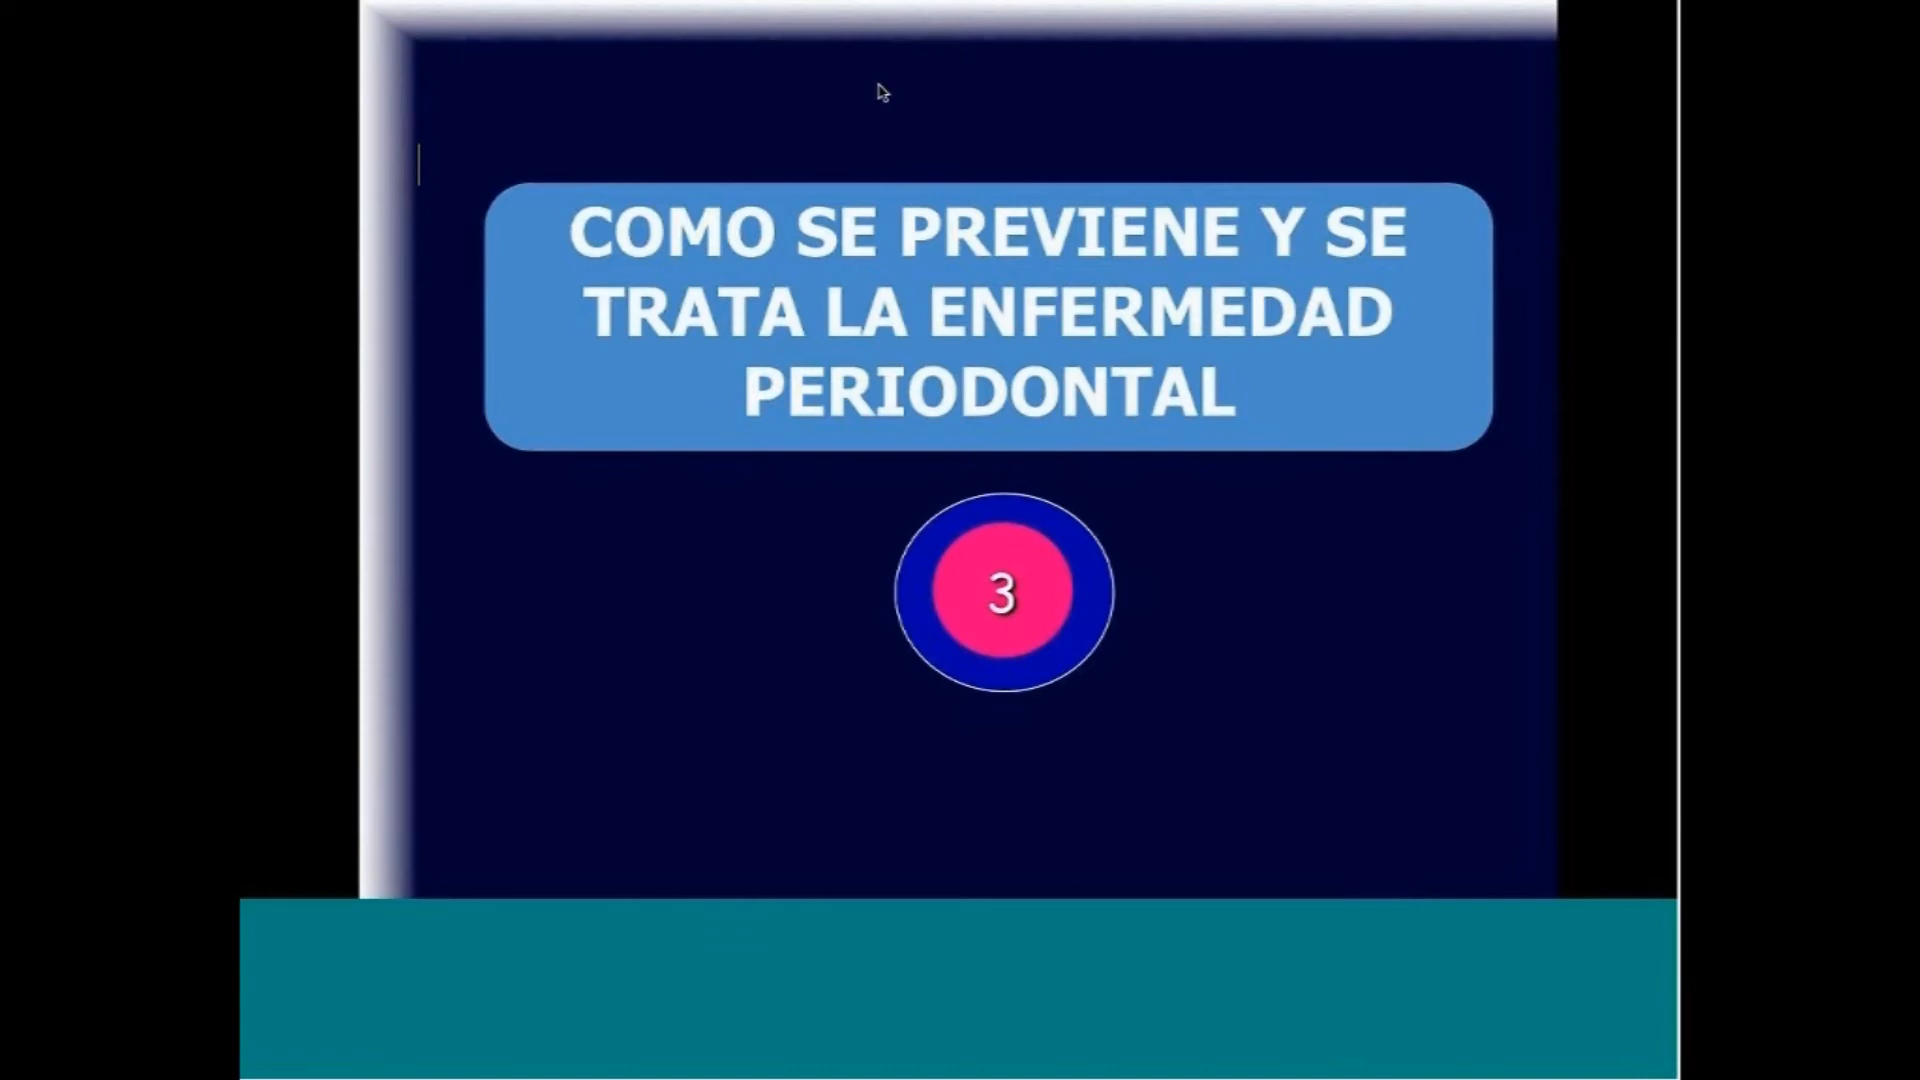 COMO SE PREVIENE Y SE
TRATA LA ENFERMEDAD
PERIODONTAL
3